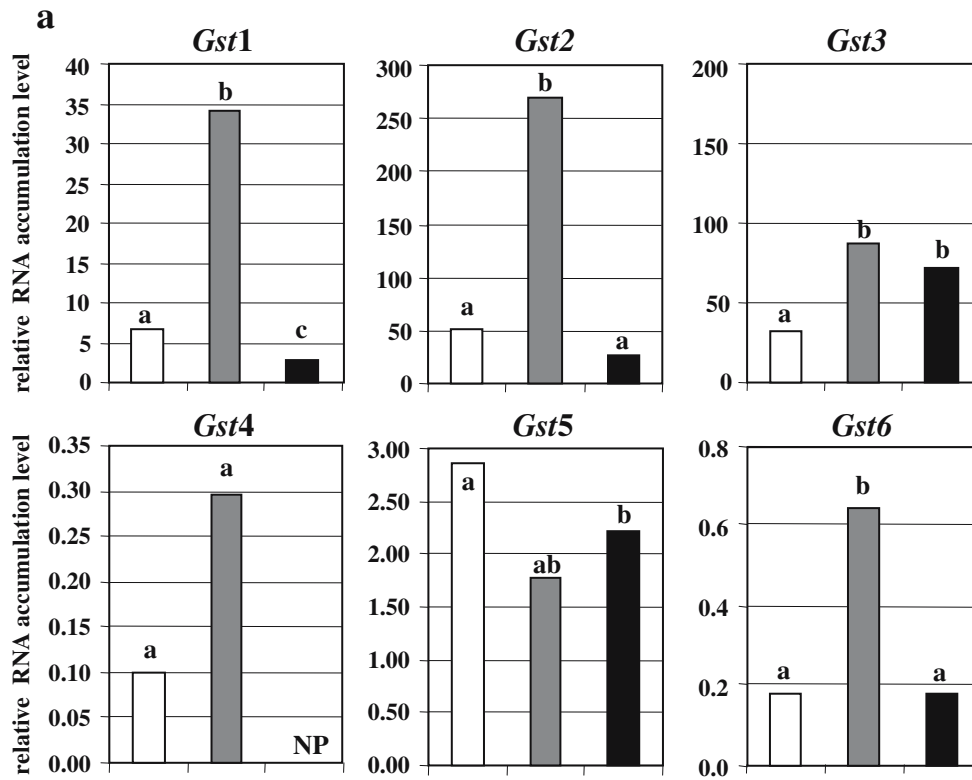 a
Gst1
Gst2
Gst3
relative RNA accumulation level
40
35
30
25
20
15
10
5
0
a
b
c
300
250
200
150
100
50
0
a
b
a
200
150
100
50
0
a
b
b
Gst4
Gst5
Gst6
relative RNA accumulation level
0.35
0.30
0.25
0.20
0.15
0.10
0.05
0.00
a
a
NP
3.00
2.50
2.00
1.50
1.00
0.50
0.00
a
ab
b
0.8
0.6
0.4
0.2
0.0
a
b
a